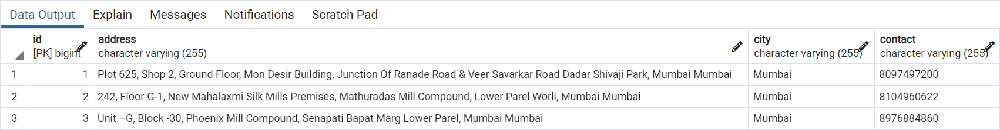 Data Output Explain Messages Notifications Scratch Pad
id address city contact
[PK] bigint character varying (255) character varying (255) character varying (255)
1 1 Plot 625, Shop 2, Ground Floor, Mon Desir Building, Junction Of Ranade Road & Veer Savarkar Road Dadar Shivaji Park, Mumbai Mumbai Mumbai 8097497200
2 2 242, Floor-G-1, New Mahalaxmi Silk Mills Premises, Mathuradas Mill Compound, Lower Parel Worli, Mumbai Mumbai Mumbai 8104960622
3 3 Unit –G, Block -30, Phoenix Mill Compound, Senapati Bapat Marg Lower Parel, Mumbai Mumbai Mumbai 8976884860